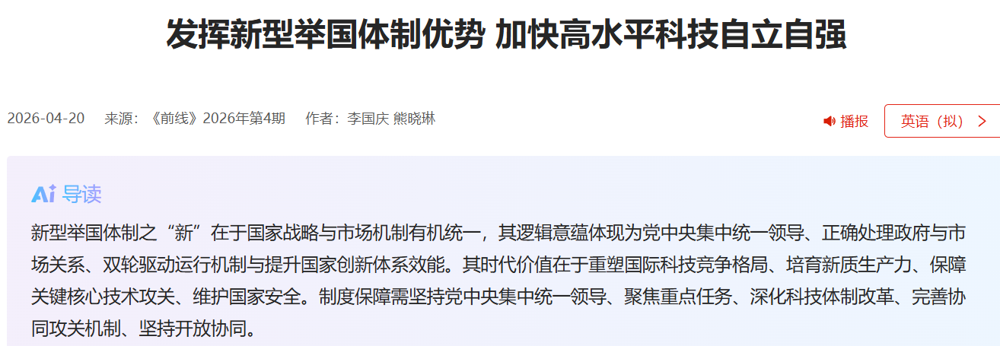 发挥新型举国体制优势 加快高水平科技自立自强
2026-04-20 来源：《前线》2026年第4期 作者：李国庆 熊晓琳 播报 英语（拟）
Ai 导读
新型举国体制之“新”在于国家战略与市场机制有机统一，其逻辑意蕴体现为党中央集中统一领导、正确处理政府与市
场关系、双轮驱动运行机制与提升国家创新体系效能。其时代价值在于重塑国际科技竞争格局、培育新质生产力、保障
关键核心技术攻关、维护国家安全。制度保障需坚持党中央集中统一领导、聚焦重点任务、深化科技体制改革、完善协
同攻关机制、坚持开放协同。